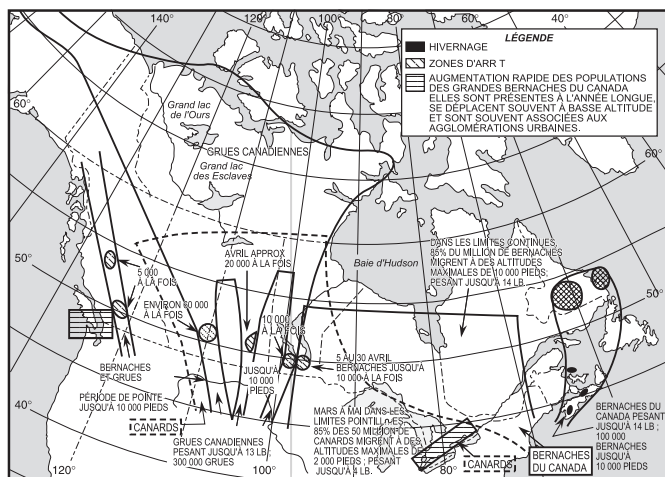 140°
120°
100°
80°
60°
40°
LÉGENDE
HIVERNAGE
ZONES D'ARR T
AUGMENTATION RAPIDE DES POPULATIONS
DES GRANDES BERNACHES DU CANADA
ELLES SONT PRÉSENTES À L'ANNÉE LONGUE,
SE DÉPLACENT SOUVENT À BASSE ALTITUDE
ET SONT SOUVENT ASSOCIÉES AUX
AGGLOMÉRATIONS URBAINES.
60°
60°
50°
50°
40°
50°
40°
Grand lac
de l'Ours
GRUES CANADIENNES
Grand lac
des Esclaves
Baie d'Hudson
AVRIL APPROX
20 000 À LA FOIS
5 000
À LA FOIS
ENVIRON 60 000
À LA FOIS
10 000
À LA FOIS
DANS LES LIMITES CONTINUES,
85% DU MILLION DE BERNACHES
MIGRENT À DES ALTITUDES
MAXIMALES DE 10 000 PIEDS;
PESANT JUSQU'À 14 LB.
5 AU 30 AVRIL
BERNACHES JUSQU'À
10 000 À LA FOIS
BERNACHES
ET GRUES
PÉRIODE DE POINTE
JUSQU'À 10 000 PIEDS
CANARDS
JUSQU'À
10 000
PIEDS
GRUES CANADIENNES
PESANT JUSQU'À 13 LB;
300 000 GRUES
MARS À MAI DANS LES
LIMITES POINTILLÉES,
85% DES 50 MILLION DE
CANARDS MIGRENT À DES
ALTITUDES MAXIMALES DE
2 000 PIEDS; PESANT
JUSQU'À 4 LB.
CANARDS
BERNACHES
DU CANADA
BERNACHES DU
CANADA PESANT
JUSQU'À 14 LB;
100 000
BERNACHES
JUSQU'À
10 000 PIEDS
120°
100°
80°